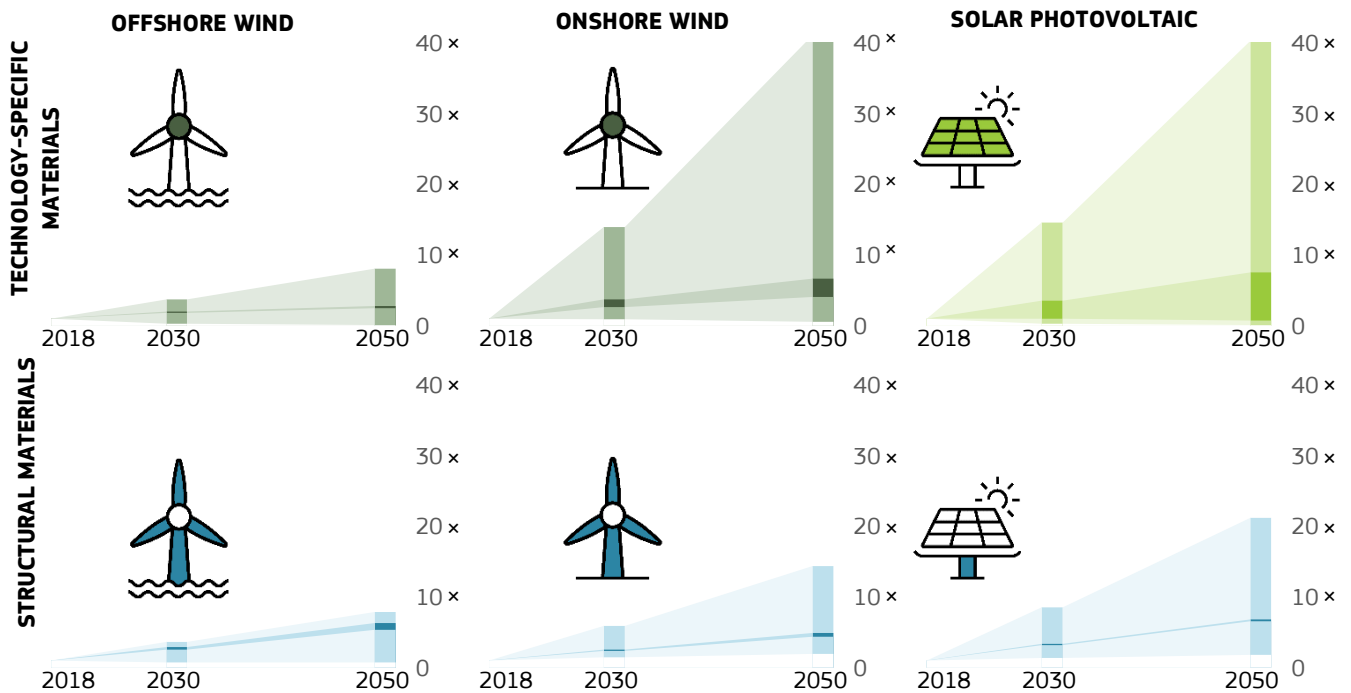 OFFSHORE WIND
ONSHORE WIND
SOLAR PHOTOVOLTAIC
TECHNOLOGY-SPECIFIC
MATERIALS
40 ×
30 ×
20 ×
10 ×
0
2018 2030 2050
40 ×
30 ×
20 ×
10 ×
0
2018 2030 2050
40 ×
30 ×
20 ×
10 ×
0
2018 2030 2050
STRUCTURAL MATERIALS
40 ×
30 ×
20 ×
10 ×
0
2018 2030 2050
40 ×
30 ×
20 ×
10 ×
0
2018 2030 2050
40 ×
30 ×
20 ×
10 ×
0
2018 2030 2050